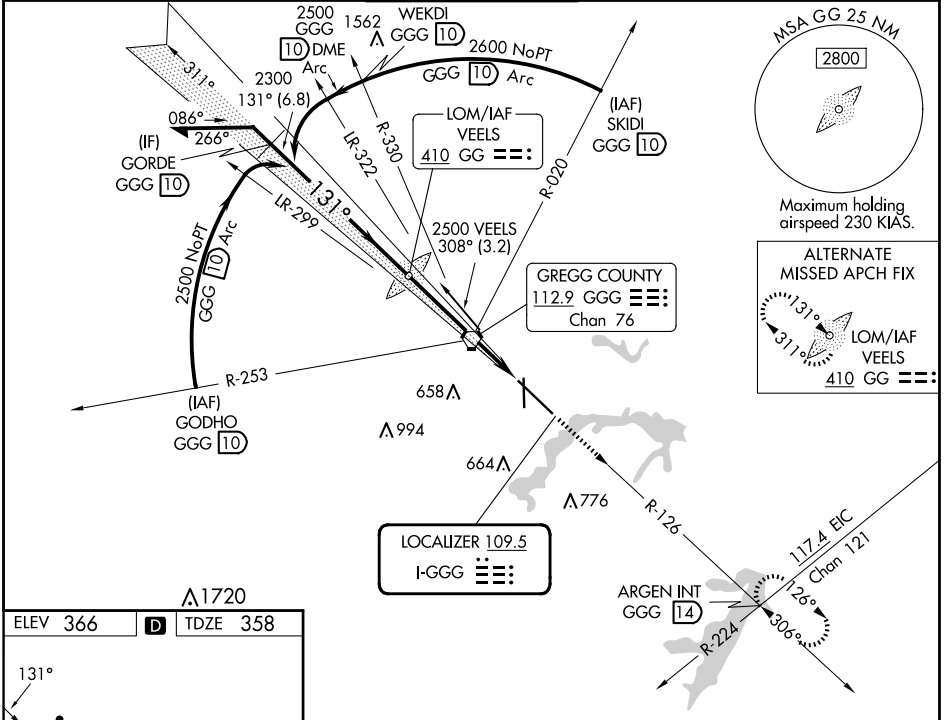 2500
GGG
10 DME
Arc
1562
WEKDI
GGG 10
2600 NoPT
GGG 10 Arc
(IAF)
SKIDI
GGG 10
MSA GG 25 NM
2800
Maximum holding
airspeed 230 KIAS.
311°
2300
131° (6.8)
086°
266°
(IF)
GORDE
GGG 10
LOM/IAF
VEELS
410 GG
R-330
LR-322
R-020
LR-299
131°
2500 NoPT
GGG 10 Arc
2500 VEELS
308° (3.2)
GREGG COUNTY
112.9 GGG
Chan 76
ALTERNATE
MISSED APCH FIX
131°
311°
LOM/IAF
VEELS
410 GG
R-253
(IAF)
GODHO
GGG 10
658
994
664
776
R-126
LOCALIZER 109.5
I-GGG
117.4 EIC
Chan 121
ARGEN INT
GGG 14
126°
306°
R-224
1720
ELEV 366 D TDZE 358
131°